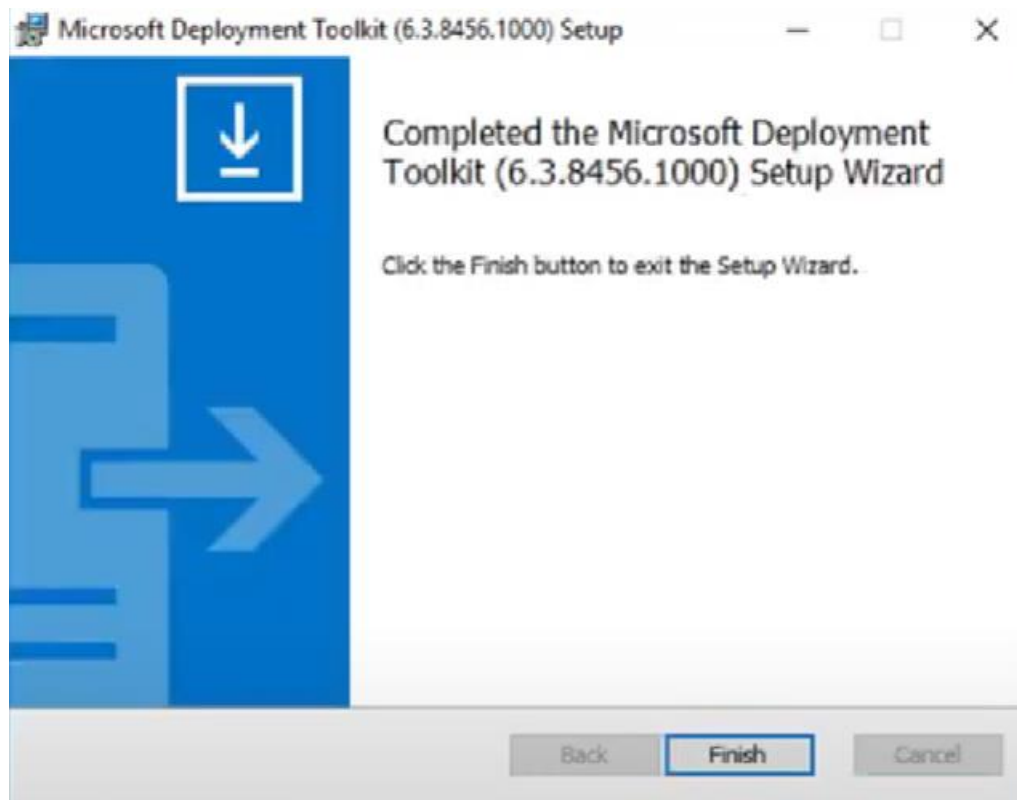 Microsoft Deployment Toolkit (6.3.8456.1000) Setup
Completed the Microsoft Deployment
Toolkit (6.3.8456.1000) Setup Wizard
Click the Finish button to exit the Setup Wizard.
Back Finish Cancel